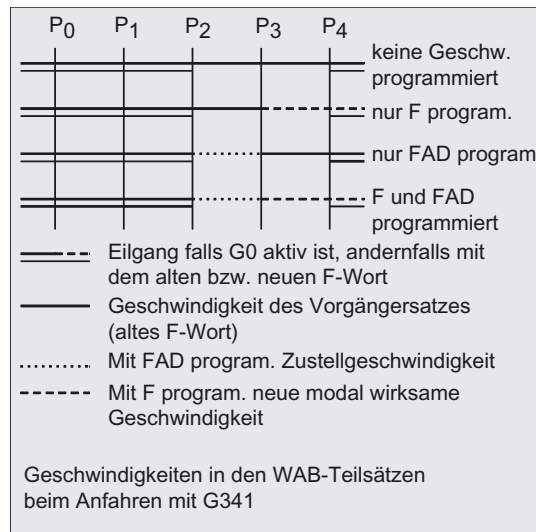 P0 P1 P2 P3 P4
keine Geschw.
programmiert
nur F program.
nur FAD program
F und FAD
programmiert
Eilgang falls G0 aktiv ist, andernfalls mit
dem alten bzw. neuen F-Wort
Geschwindigkeit des Vorgängersatzes
(altes F-Wort)
Mit FAD program. Zustellgeschwindigkeit
Mit F program. neue modal wirksame
Geschwindigkeit
Geschwindigkeiten in den WAB-Teilsätzen
beim Anfahren mit G341